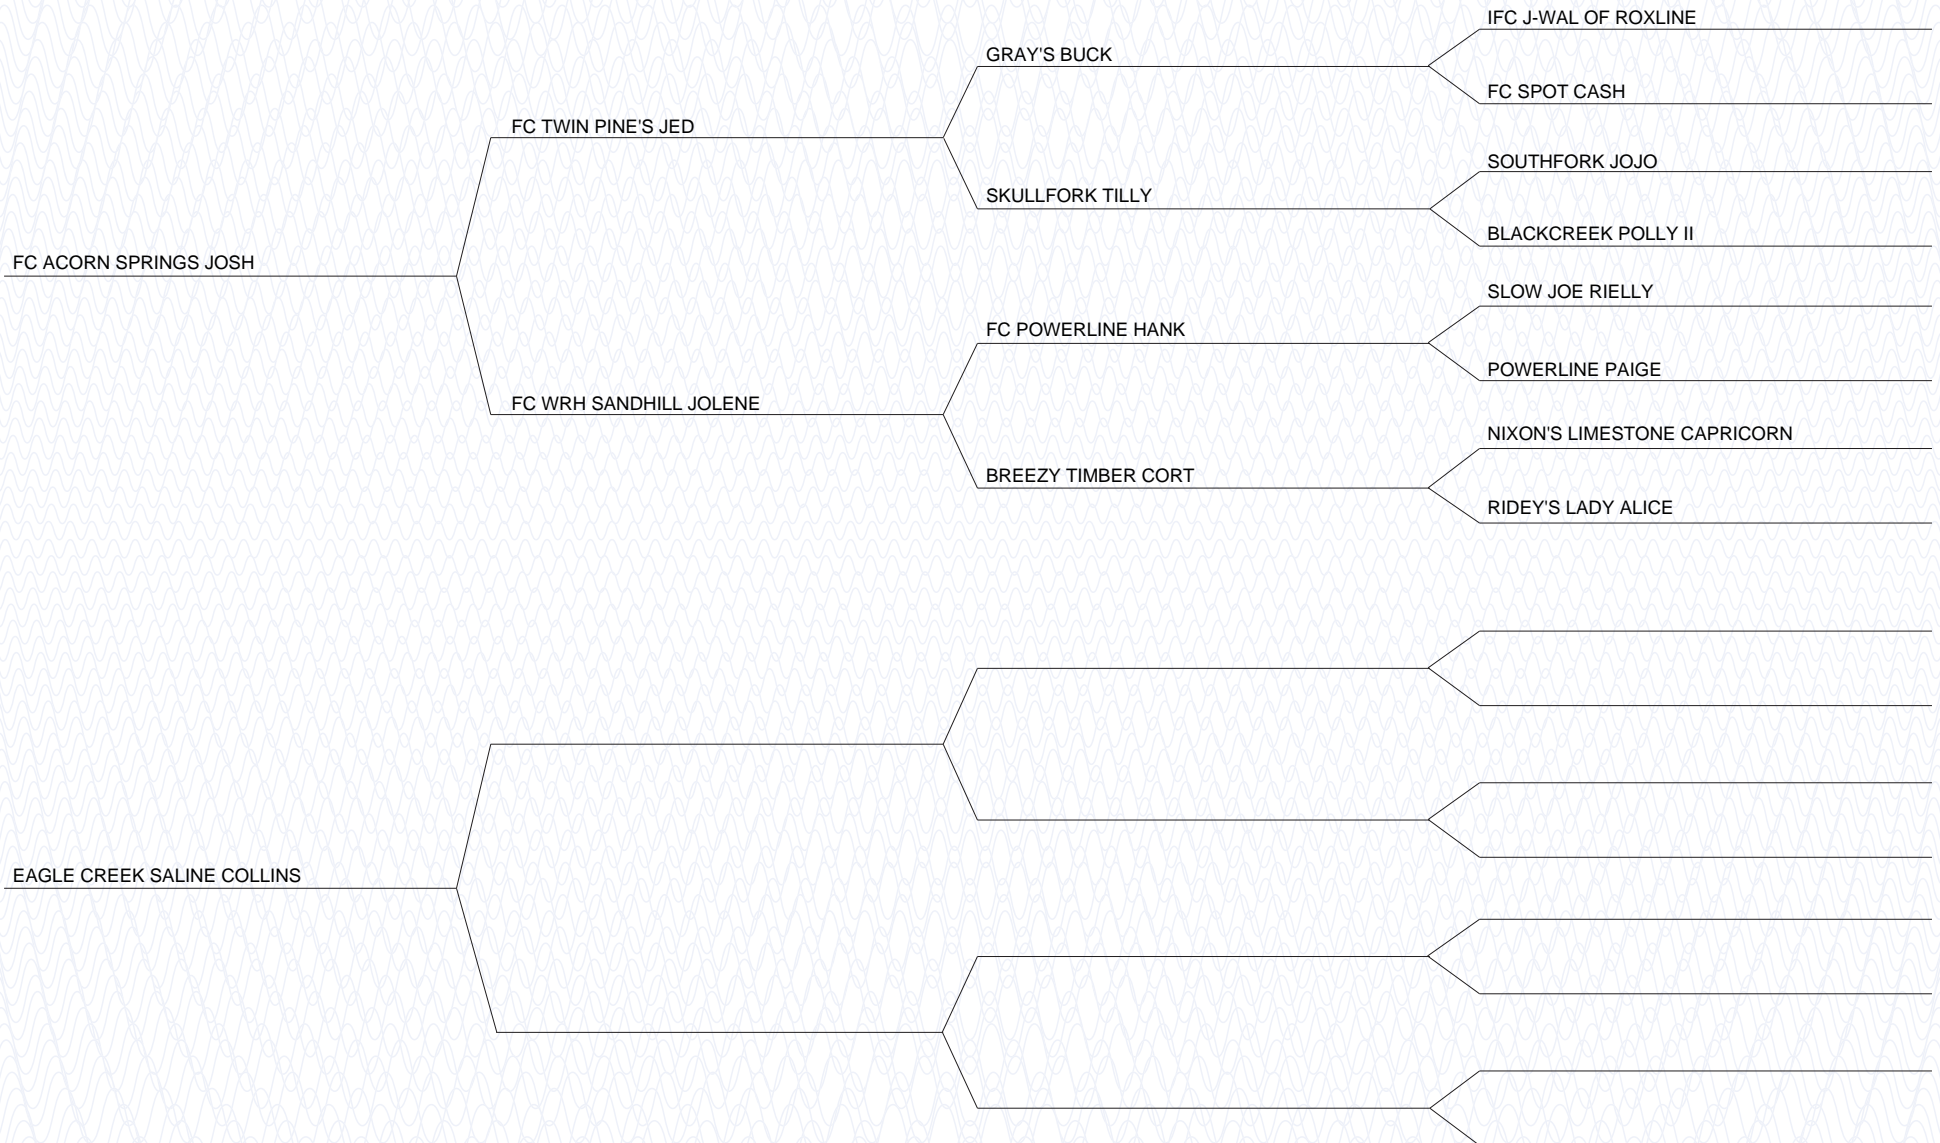 IFC J-WAL OF ROXLINE
GRAY'S BUCK
FC SPOT CASH
FC TWIN PINE'S JED
SOUTHFORK JOJO
SKULLFORK TILLY
BLACKCREEK POLLY II
FC ACORN SPRINGS JOSH
SLOW JOE RIELLY
FC POWERLINE HANK
POWERLINE PAIGE
FC WRH SANDHILL JOLENE
NIXON'S LIMESTONE CAPRICORN
BREEZY TIMBER CORT
RIDEY'S LADY ALICE
EAGLE CREEK SALINE COLLINS